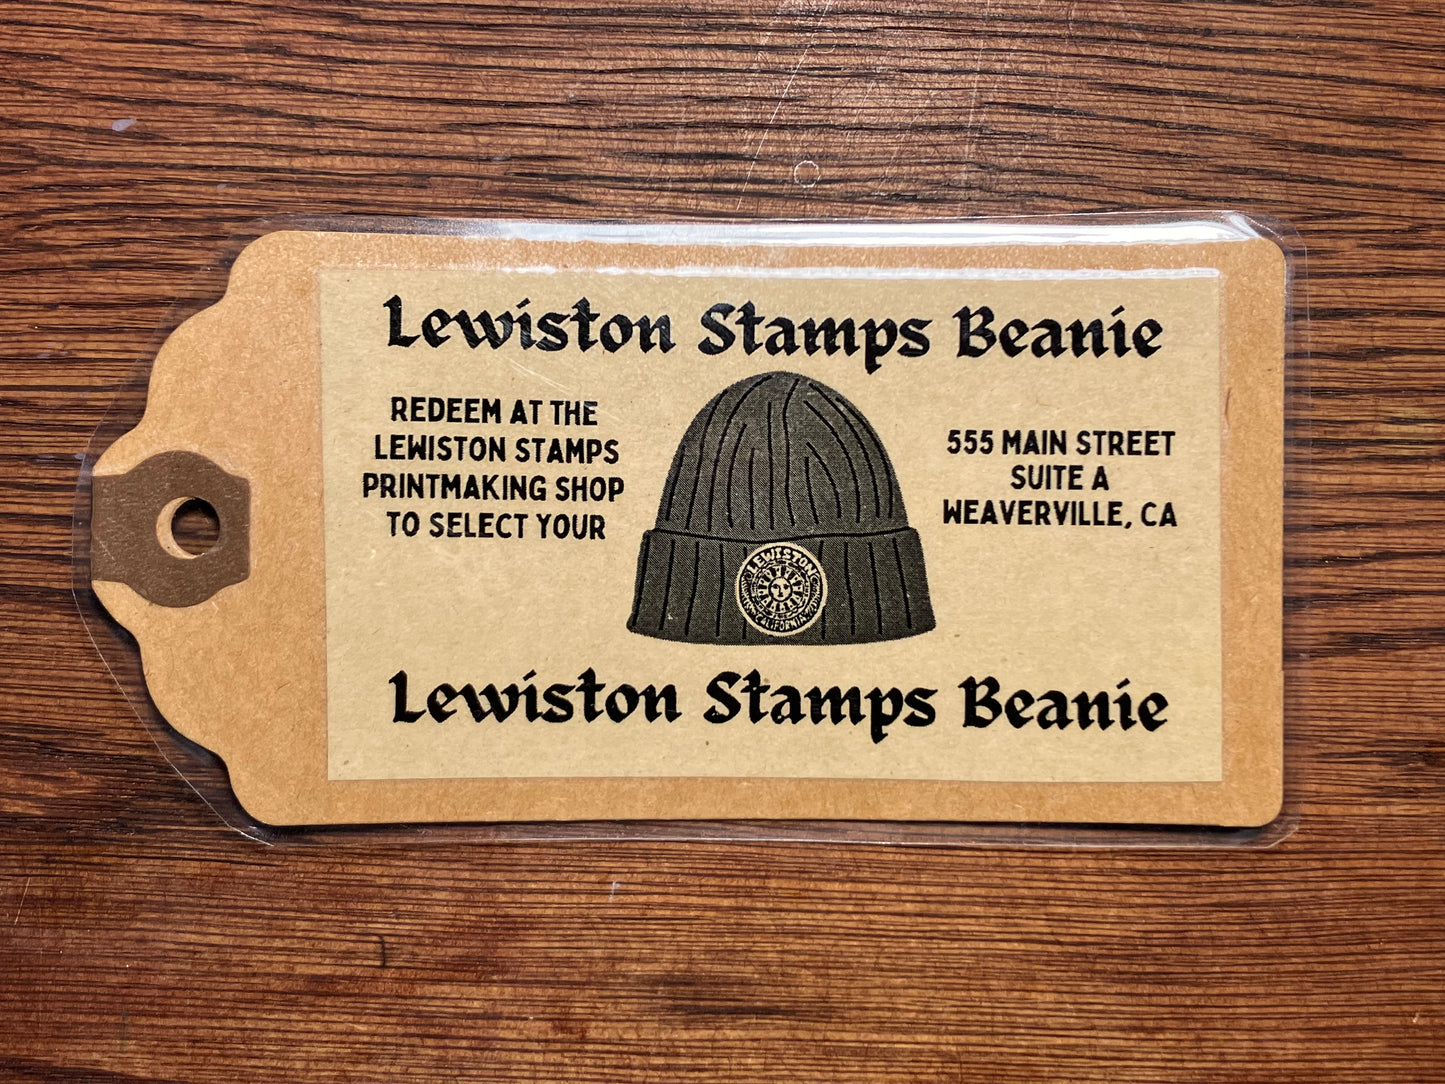 Lewiston Stamps Beanie
REDEEM AT THE
LEWISTON STAMPS
PRINTMAKING SHOP
TO SELECT YOUR
555 MAIN STREET
SUITE A
WEAVERVILLE, CA
LEWISTON
CALIFORNIA
Lewiston Stamps Beanie